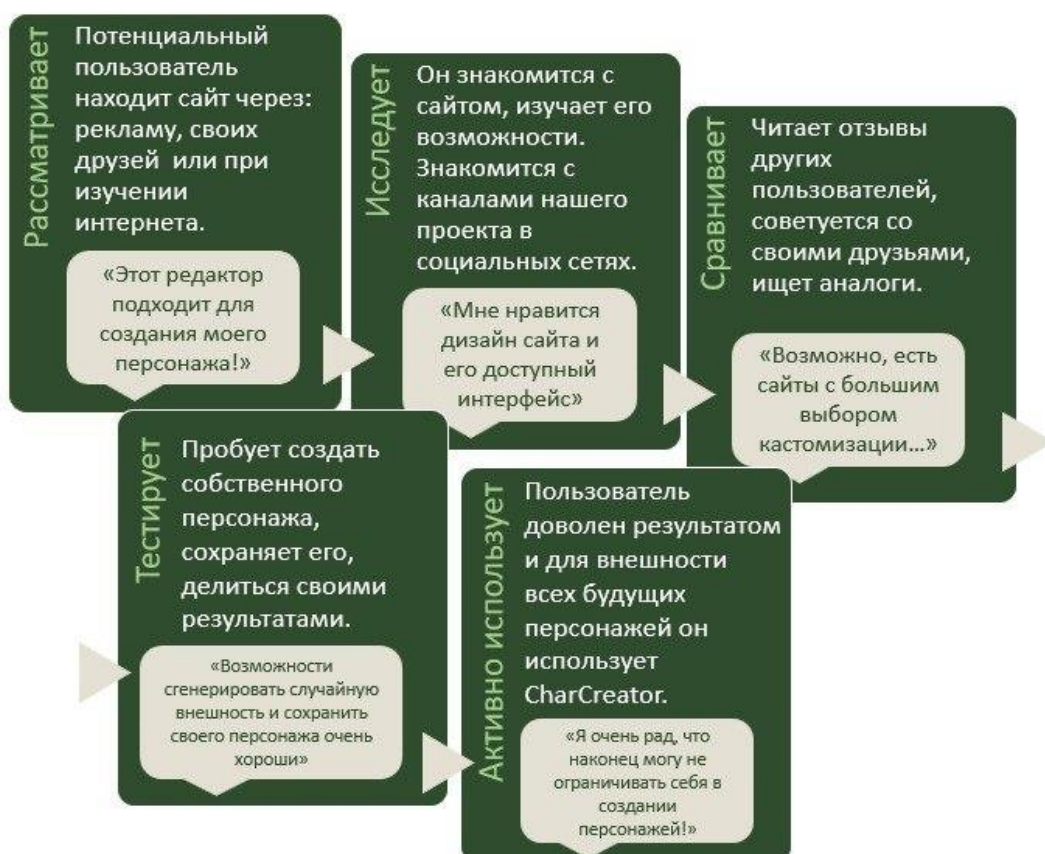 Рассматривает
Потенциальный
пользователь
находит сайт через:
рекламу, своих
друзей или при
изучении
интернета.
«Этот редактор
подходит для
создания моего
персонажа!»
Исследует
Он знакомится с
сайтом, изучает его
возможности.
Знакомится с
каналами нашего
проекта в
социальных сетях.
«Мне нравится
дизайн сайта и
его доступный
интерфейс»
Сравнивает
Читает отзывы
других
пользователей,
советуется со
своими друзьями,
ищет аналоги.
«Возможно, есть
сайты с большим
выбором
кастомизации...»
Тестирует
Пробует создать
собственного
персонажа,
сохраняет его,
делиться своими
результатами.
«Возможности
сгенерировать случайную
внешность и сохранить
своего персонажа очень
хороши»
Активно использует
Пользователь
доволен результатом
и для внешности
всех будущих
персонажей он
использует
CharCreator.
«Я очень рад, что
наконец могу не
ограничивать себя в
создании
персонажей!»